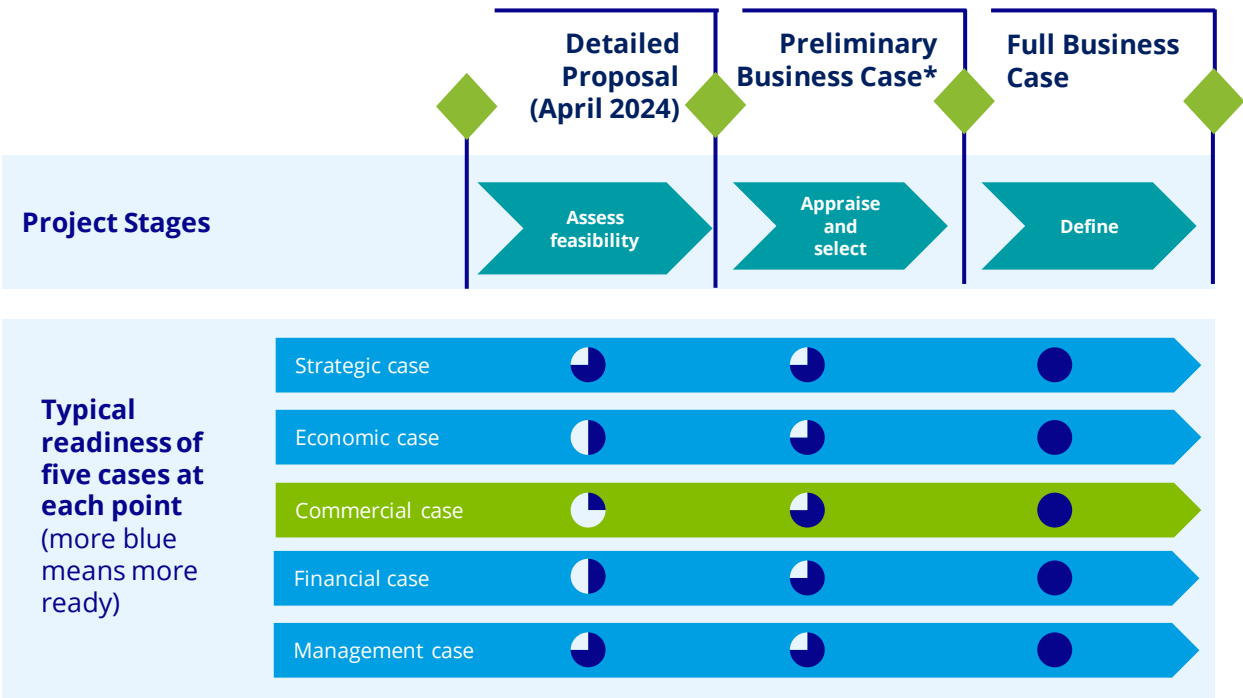 Detailed
Proposal
(April 2024)
Preliminary
Business Case*
Full Business
Case
Project Stages
Assess
feasibility
Appraise
and
select
Define
Typical
readiness of
five cases at
each point
(more blue
means more
ready)
Strategic case
Economic case
Commercial case
Financial case
Management case